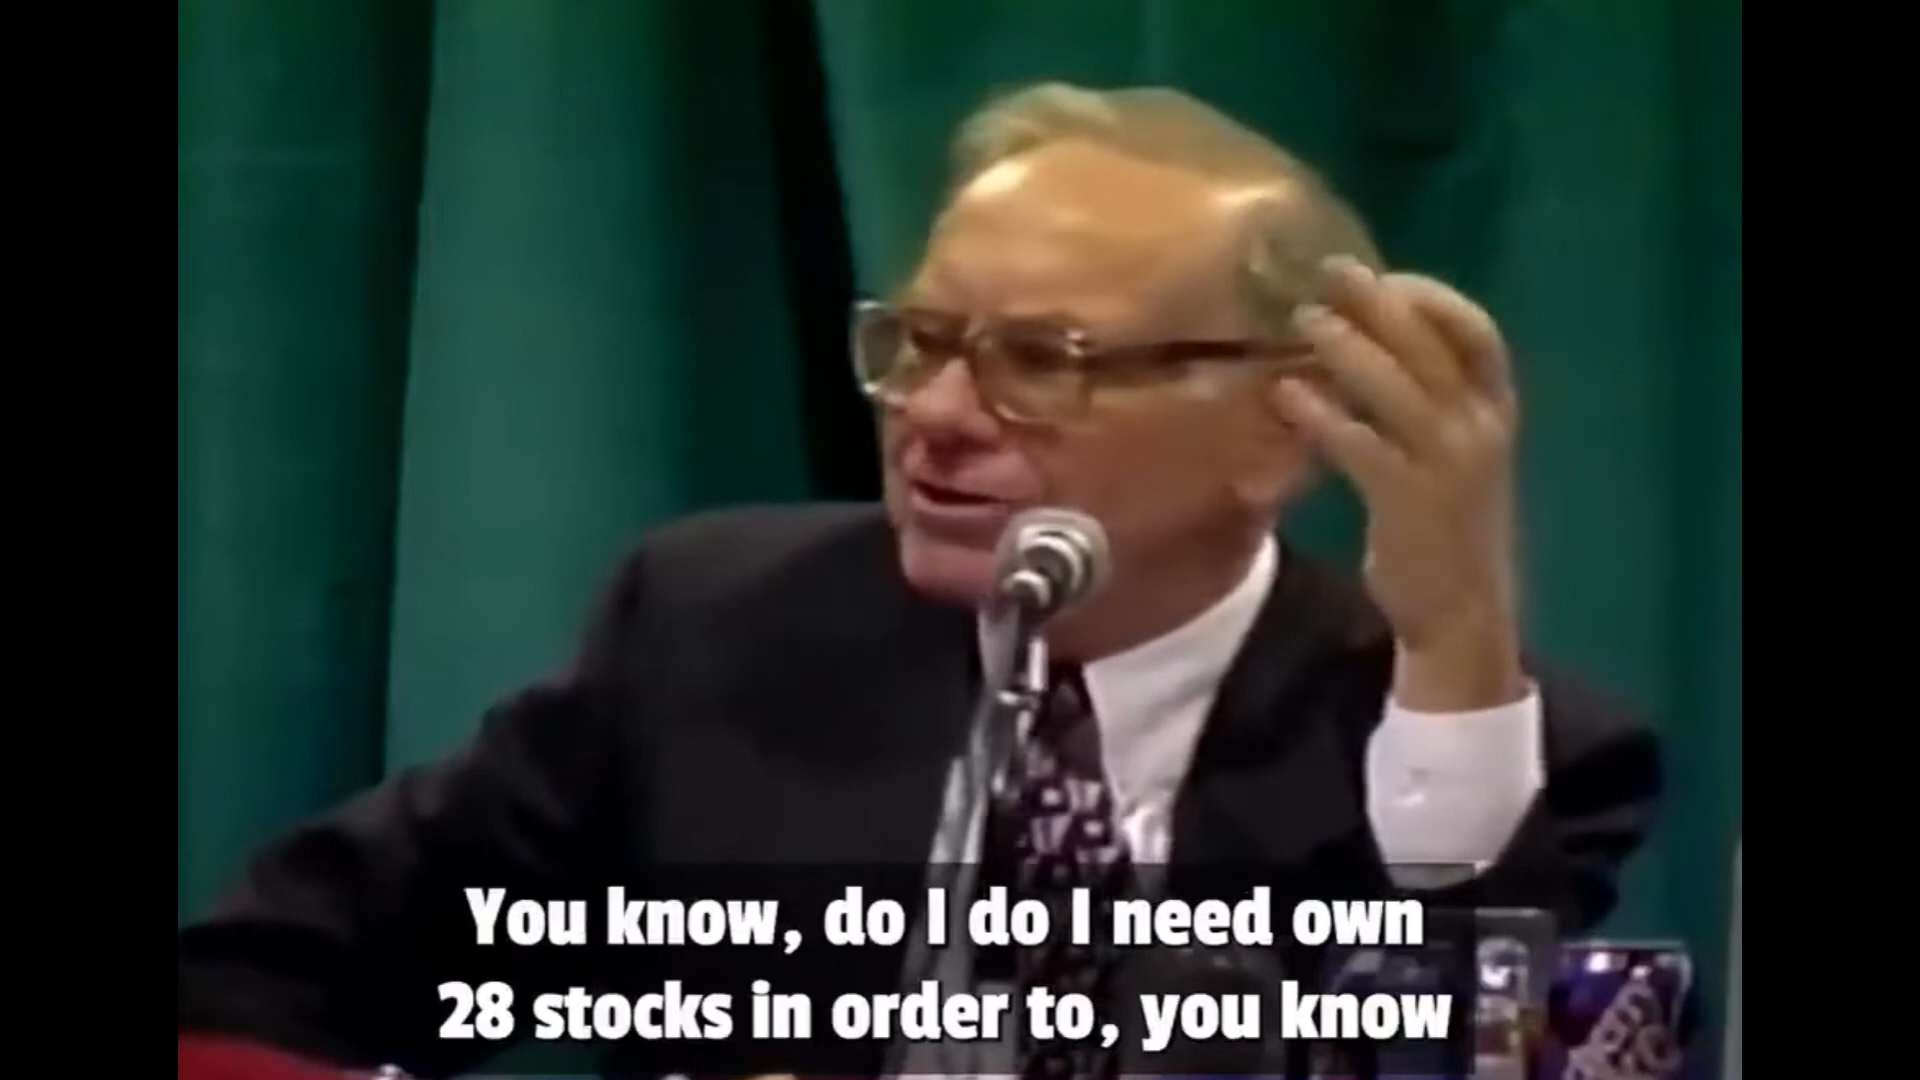 You know, do I do I need own
28 stocks in order to, you know